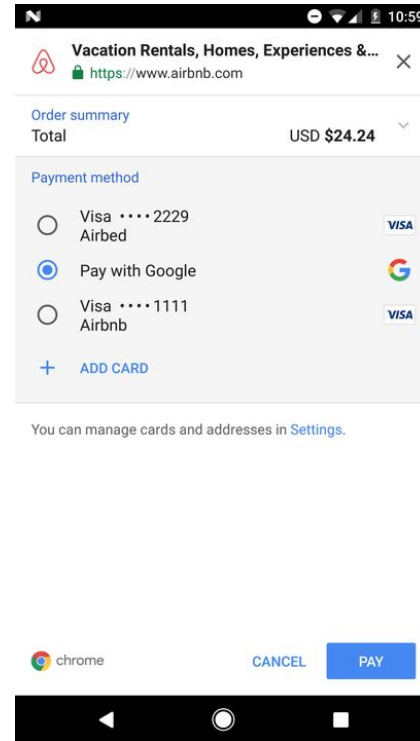 10:59
Vacation Rentals, Homes, Experiences &...
https://www.airbnb.com
Order summary
Total USD $24.24
Payment method
Visa ····2229
Airbed
VISA
Pay with Google
G
Visa ····1111
Airbnb
VISA
+ ADD CARD
You can manage cards and addresses in Settings.
chrome CANCEL PAY